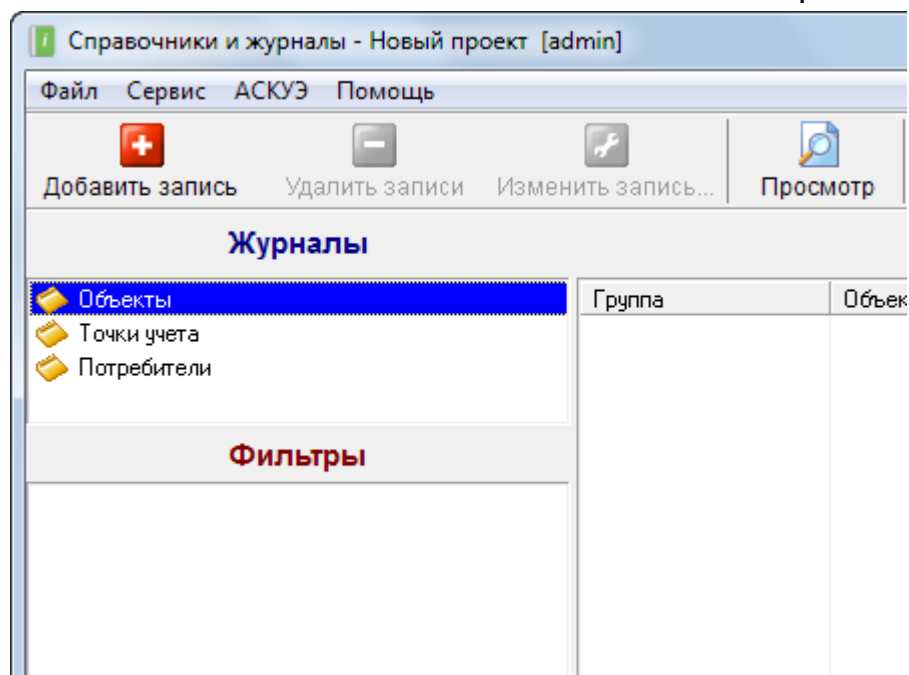 Справочники и журналы - Новый проект [admin]
Файл Сервис АСКУЭ Помощь
Добавить запись Удалить записи Изменить запись... Просмотр
Журналы
Объекты
Точки учета
Потребители
Группа Объек
Фильтры